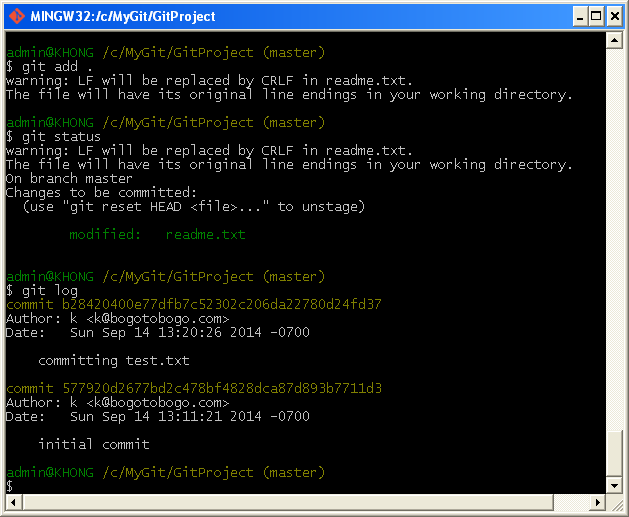 MINGW32:/c/MyGit/GitProject
admin@KHONG /c/MyGit/GitProject (master)
$ git add .
warning: LF will be replaced by CRLF in readme.txt.
The file will have its original line endings in your working directory.
admin@KHONG /c/MyGit/GitProject (master)
$ git status
warning: LF will be replaced by CRLF in readme.txt.
The file will have its original line endings in your working directory.
On branch master
Changes to be committed:
  (use "git reset HEAD <file>..." to unstage)
        modified:   readme.txt
admin@KHONG /c/MyGit/GitProject (master)
$ git log
commit b28420400e77dfb7c52302c206da22780d24fd37
Author: k <k@bogotobogo.com>
Date:   Sun Sep 14 13:20:26 2014 -0700
    committing test.txt
commit 577920d2677bd2c478bf4828dca87d893b7711d3
Author: k <k@bogotobogo.com>
Date:   Sun Sep 14 13:11:21 2014 -0700
    initial commit
admin@KHONG /c/MyGit/GitProject (master)
$